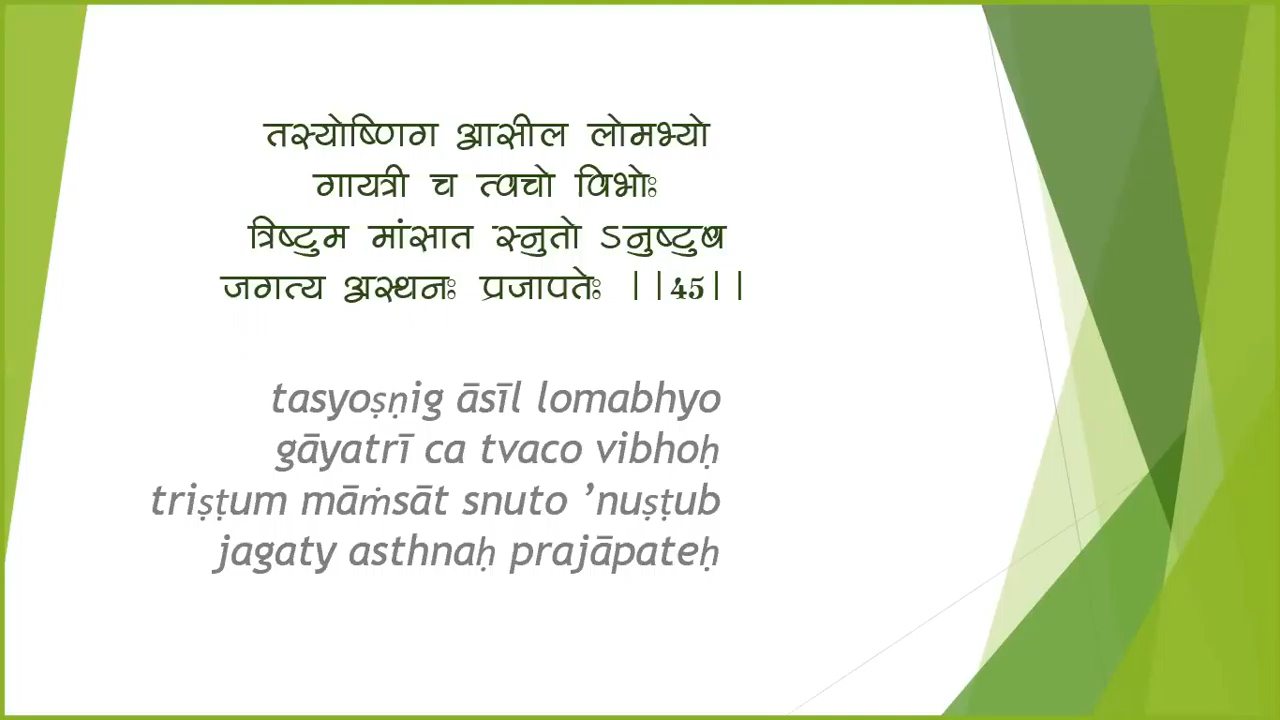 तस्योष्णिग आसील लोमभ्यो
गायत्री च त्वचो विभोः
त्रिष्टुम मांसात स्नुतो ऽनुष्टुब
जगत्य अस्थनः प्रजापतेः ||45||
tasyoṣṇig āsīl lomabhyo
gāyatrī ca tvaco vibhoḥ
triṣṭum māṁsāt snuto ’nuṣṭub
jagaty asthnaḥ prajāpateḥ